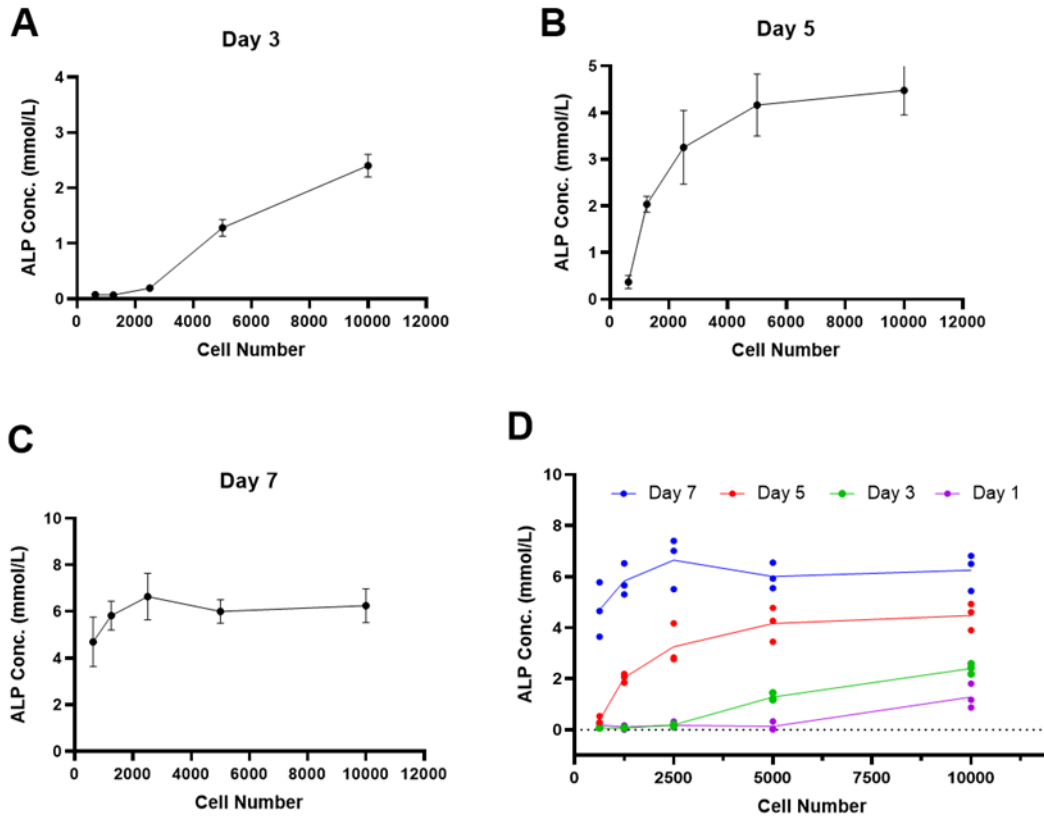 A
Day 3
4
3
2
1
0
ALP Conc. (mmol/L)
0 2000 4000 6000 8000 10000 12000
Cell Number
B
Day 5
5
4
3
2
1
0
ALP Conc. (mmol/L)
0 2000 4000 6000 8000 10000 12000
Cell Number
C
Day 7
10
8
6
4
2
0
ALP Conc. (mmol/L)
0 2000 4000 6000 8000 10000 12000
Cell Number
D
Day 7 Day 5 Day 3 Day 1
10
8
6
4
2
0
ALP Conc. (mmol/L)
0 2500 5000 7500 10000
Cell Number